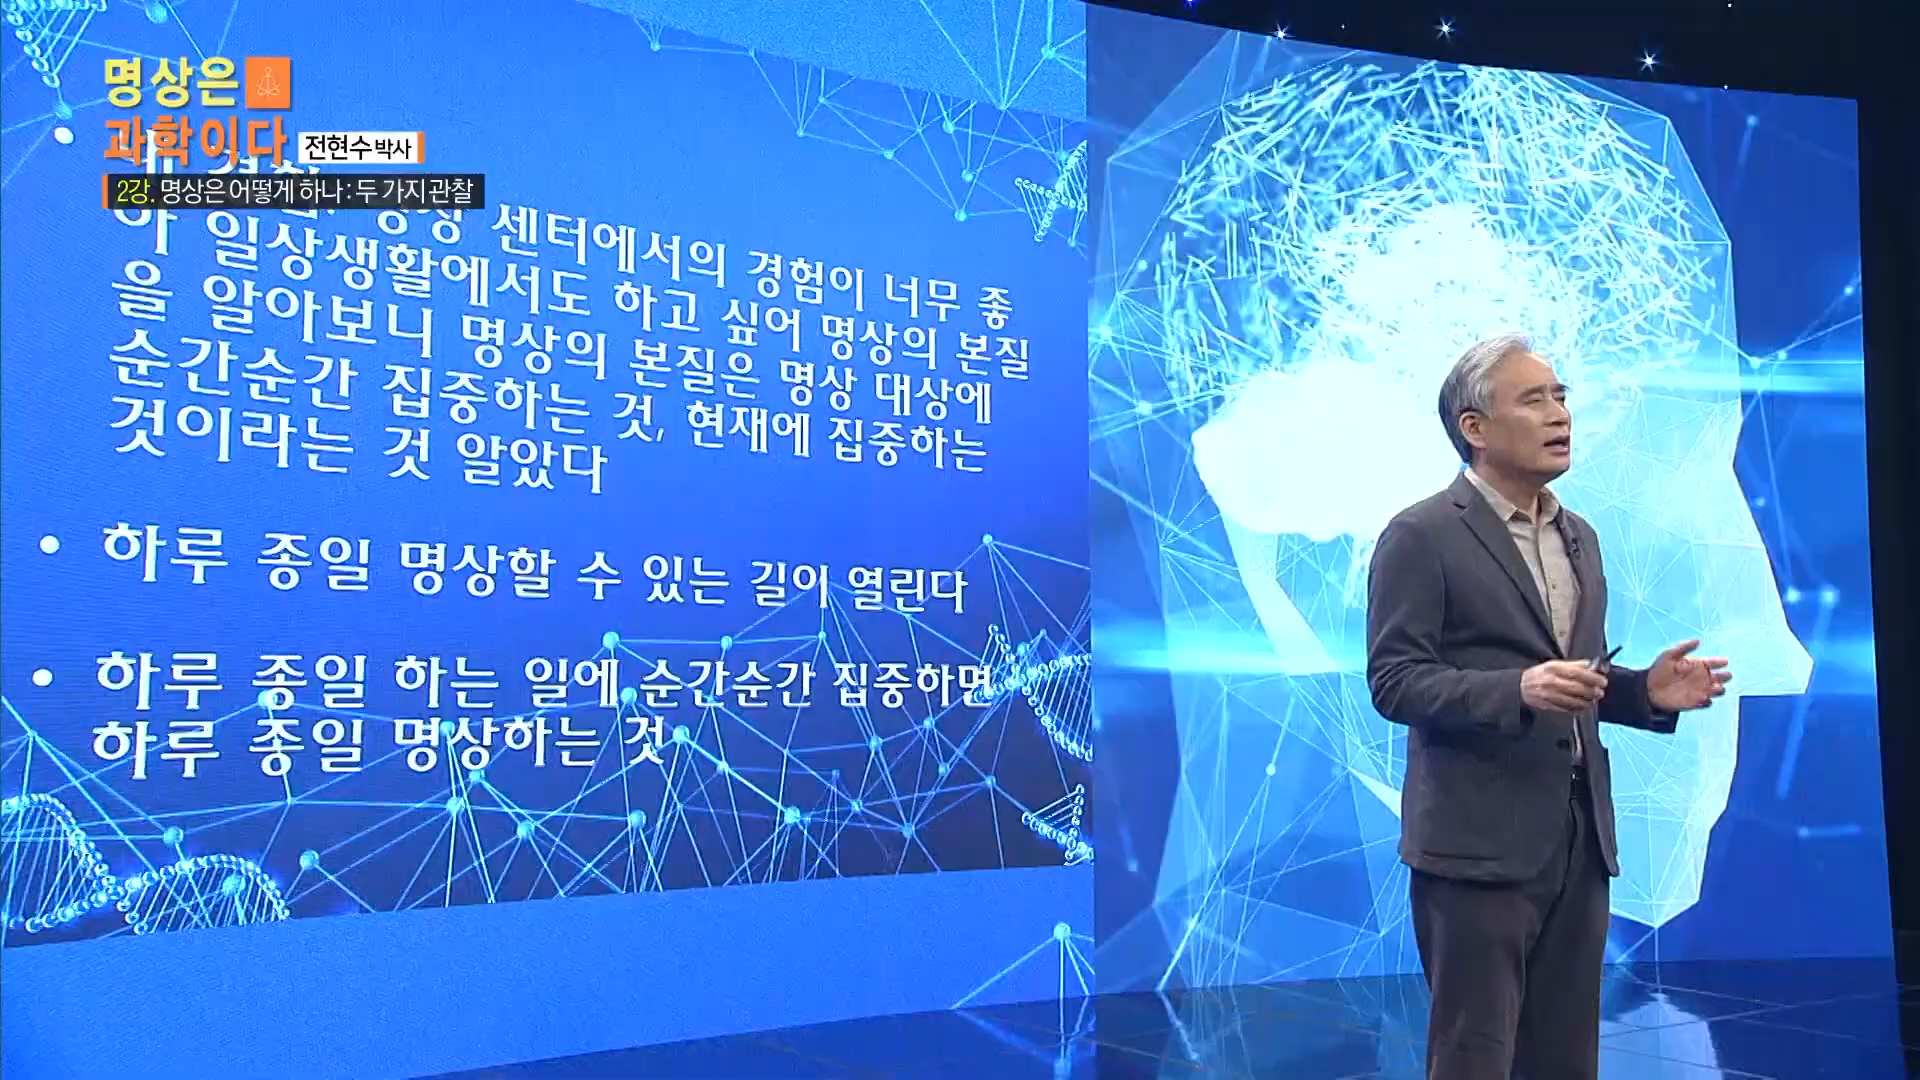 명상은
과학이다
전현수 박사
2강. 명상은 어떻게 하나 : 두 가지 관찰
센터에서의 경험이 너무 좋
아 일상생활에서도 하고 싶어 명상의 본질
을 알아보니 명상의 본질은 명상 대상에
순간순간 집중하는 것, 현재에 집중하는
것이라는 것 알았다
• 하루 종일 명상할 수 있는 길이 열린다
• 하루 종일 하는 일에 순간순간 집중하면
하루 종일 명상하는 것